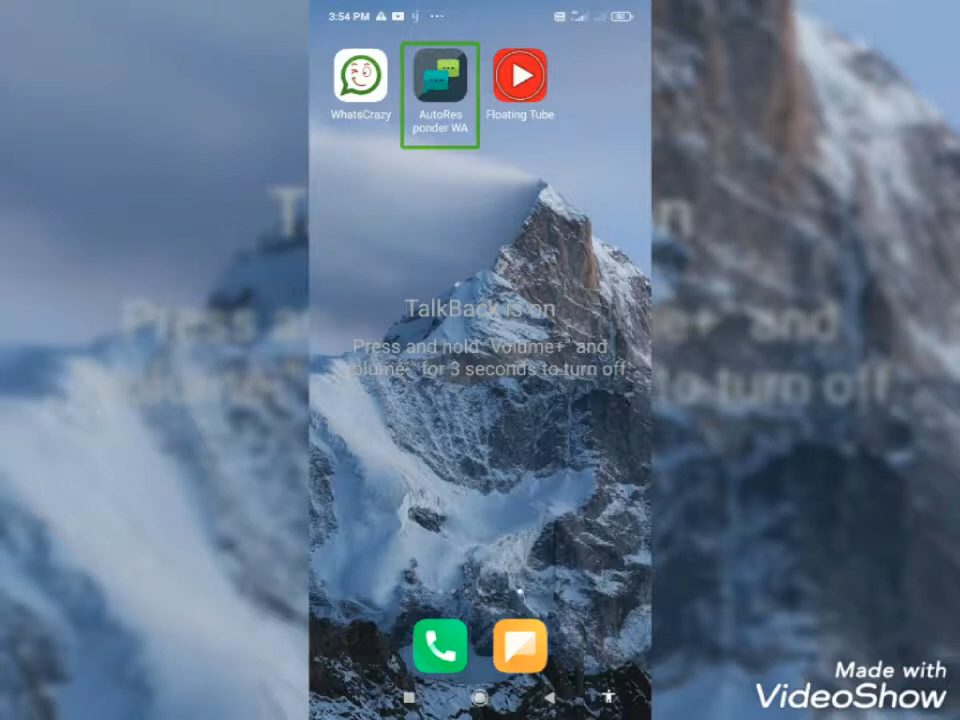 3:54 PM
WhatsCrazy
AutoRes
ponder WA
Floating Tube
TalkBack is on
Press and hold "Volume+" and
"Volume-" for 3 seconds to turn off
Made with
VideoShow